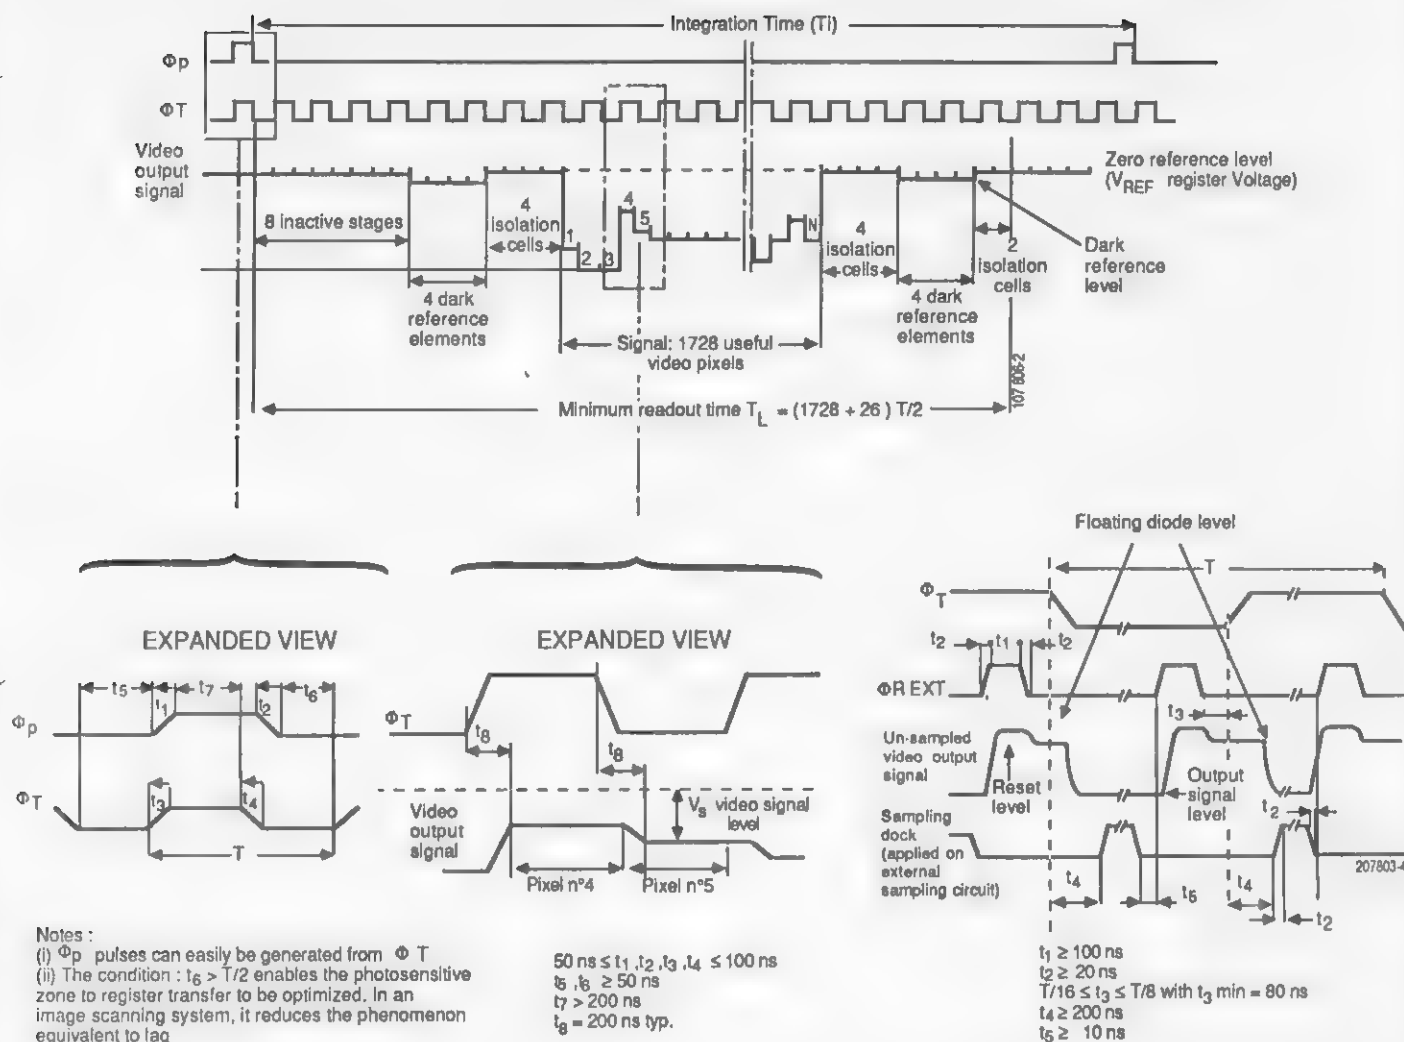 Integration Time (Ti)
Φp
ΦT
Video
output
signal
Zero reference level
(VREF register Voltage)
8 inactive stages
4
isolation
cells
1
2
3
4
5
N
4
isolation
cells
2
isolation
cells
Dark
reference
level
4 dark
reference
elements
4 dark
reference
elements
Signal: 1728 useful
video pixels
107 806-2
Minimum readout time TL = (1728 + 26 ) T/2
Floating diode level
EXPANDED VIEW
t5
t1
t7
t2
t6
Φp
t3
t4
ΦT
T
EXPANDED VIEW
ΦT
t8
t8
Vs video signal
level
Video
output
signal
Pixel n°4
Pixel n°5
T
ΦT
t2
t1
t2
ΦR EXT
t3
Un-sampled
video output
signal
Reset
level
Output
signal
level
t2
Sampling
dock
(applied on
external
sampling circuit)
207803-4
t4
t5
t4
t2
Notes :
(i) Φp pulses can easily be generated from Φ T
(ii) The condition : t6 > T/2 enables the photosensitive
zone to register transfer to be optimized. In an
image scanning system, it reduces the phenomenon
equivalent to lag
50 ns ≤ t1 ,t2 ,t3 ,t4 ≤ 100 ns
t5 ,t6 ≥ 50 ns
t7 > 200 ns
t8 = 200 ns typ.
t1 ≥ 100 ns
t2 ≥ 20 ns
T/16 ≤ t3 ≤ T/8 with t3 min = 80 ns
t4 ≥ 200 ns
t5 ≥ 10 ns